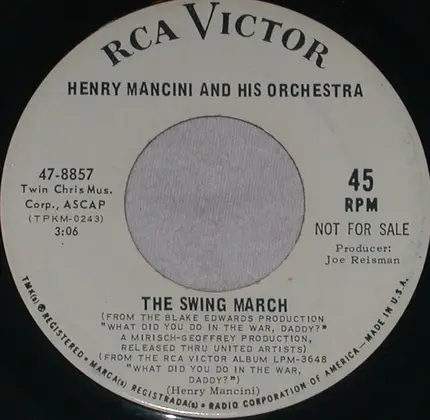 RCA VICTOR
HENRY MANCINI AND HIS ORCHESTRA
47-8857
Twin Chris Mus.
Corp., ASCAP
(TPKM-0243)
3:06
45
RPM
NOT FOR SALE
Producer:
Joe Reisman
THE SWING MARCH
(FROM THE BLAKE EDWARDS PRODUCTION
"WHAT DID YOU DO IN THE WAR, DADDY?"
A MIRISCH-GEOFFREY PRODUCTION,
RELEASED THRU UNITED ARTISTS)
(FROM THE RCA VICTOR ALBUM LPM-3648
"WHAT DID YOU DO IN THE WAR,
DADDY?")
(Henry Mancini)
TMK(s) ® REGISTERED • MARCA(s) REGISTRADA(s) • RADIO CORPORATION OF AMERICA—MADE IN U.S.A.